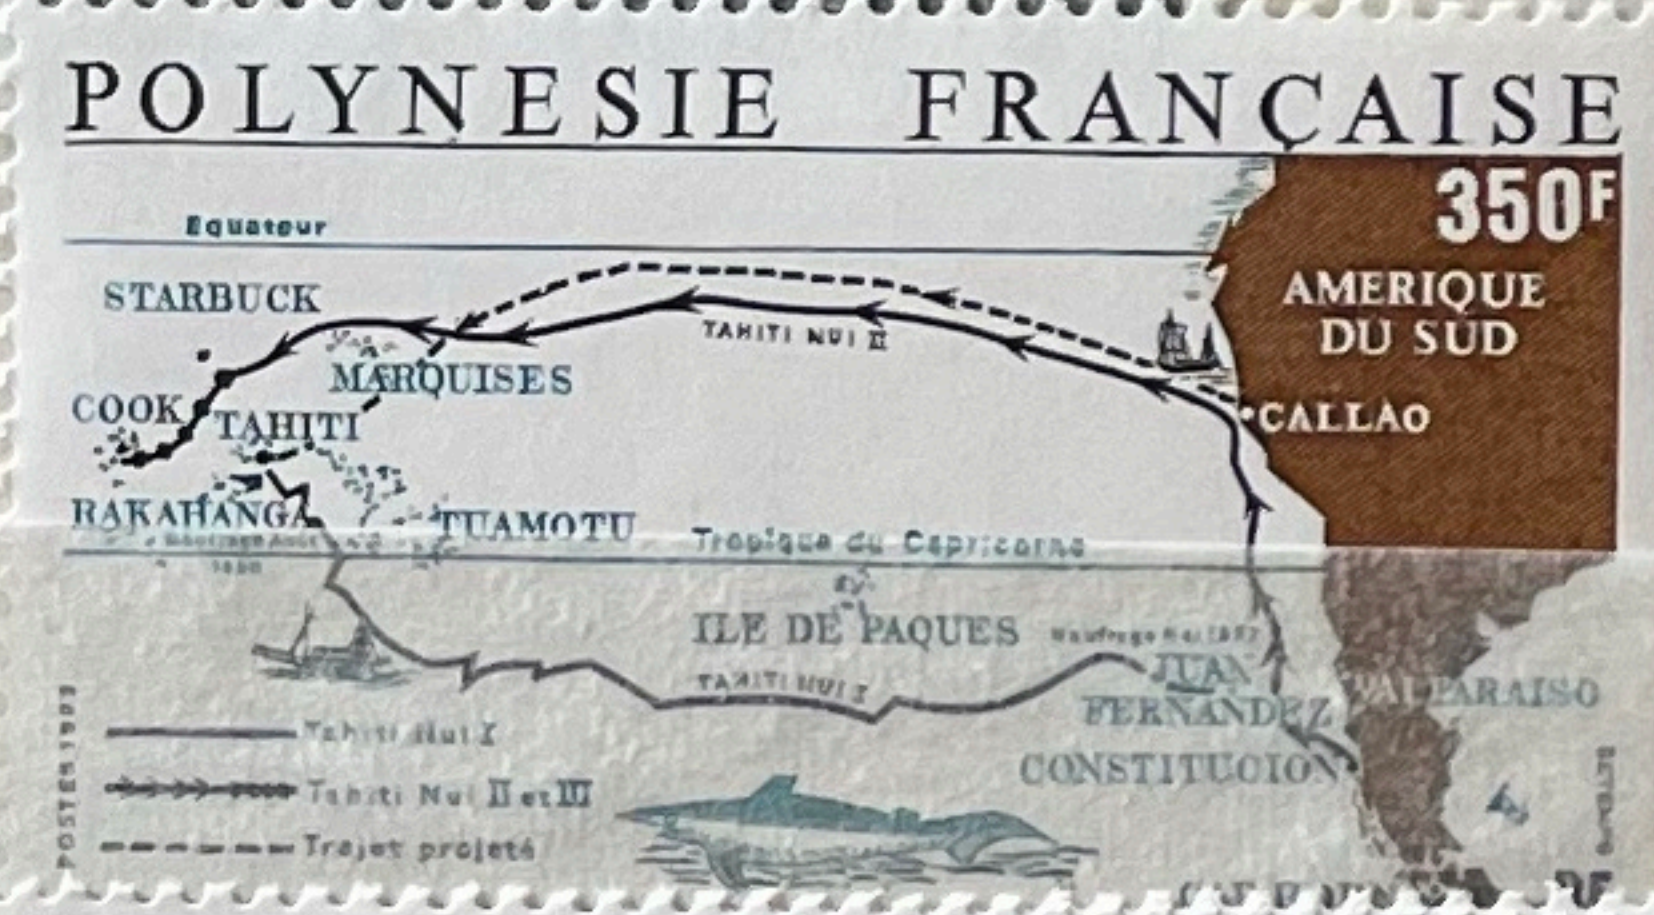 POLYNESIE FRANÇAISE
350F
Equateur
AMERIQUE
DU SUD
STARBUCK
TAHITI NUI II
MARQUISES
COOK
TAHITI
CALLAO
RAKAHANGA
TUAMOTU
Tropique du Capricorne
ILE DE PAQUES
JUAN
FERNANDEZ
VALPARAISO
TAHITI NUI I
CONSTITUCION
Tahiti Nui I
Tahiti Nui II et III
Trajet projeté
POSTES
RF